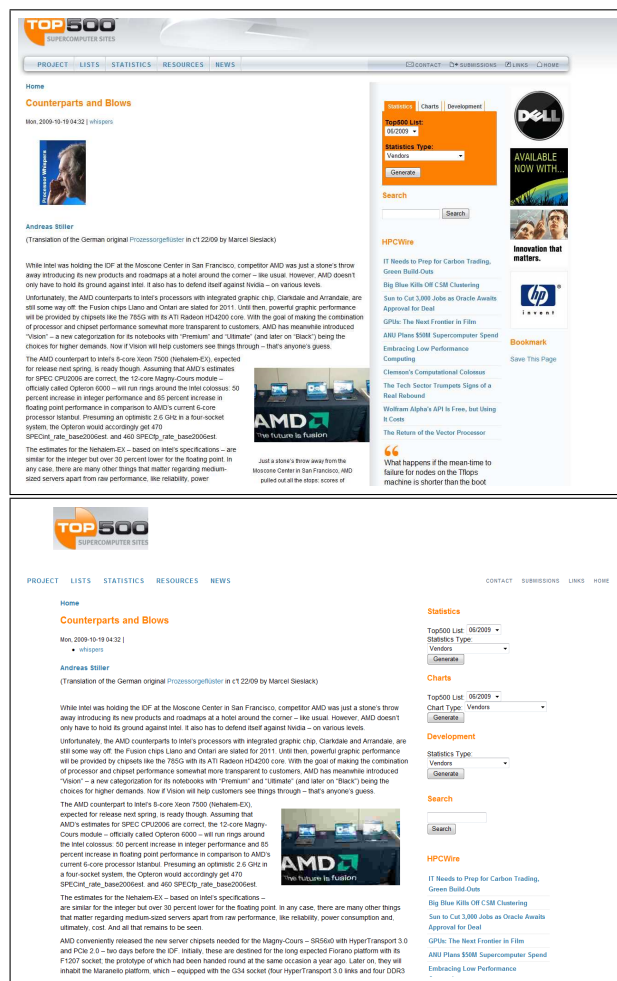 TOP500
SUPERCOMPUTER SITES
PROJECT LISTS STATISTICS RESOURCES NEWS
CONTACT SUBMISSIONS LINKS HOME
Home
Counterparts and Blows
Mon, 2009-10-19 04:32 | whispers
Processor Whispers
Andreas Stiller
(Translation of the German original Prozessorgeflüster in c't 22/09 by Marcel Sieslack)
While Intel was holding the IDF at the Moscone Center in San Francisco, competitor AMD was just a stone's throw
away introducing its new products and roadmaps at a hotel around the corner – like usual. However, AMD doesn't
only have to hold its ground against Intel. It also has to defend itself against Nvidia – on various levels.
Unfortunately, the AMD counterparts to Intel's processors with integrated graphic chip, Clarkdale and Arrandale, are
still some way off: the Fusion chips Llano and Ontari are slated for 2011. Until then, powerful graphic performance
will be provided by chipsets like the 785G with its ATI Radeon HD4200 core. With the goal of making the combination
of processor and chipset performance somewhat more transparent to customers, AMD has meanwhile introduced
"Vision" – a new categorization for its notebooks with "Premium" and "Ultimate" (and later on "Black") being the
choices for higher demands. Now if Vision will help customers see things through – that's anyone's guess.
The AMD counterpart to Intel's 8-core Xeon 7500 (Nehalem-EX), expected
for release next spring, is ready though. Assuming that AMD's estimates
for SPEC CPU2006 are correct, the 12-core Magny-Cours module –
officially called Opteron 6000 – will run rings around the Intel colossus: 50
percent increase in integer performance and 85 percent increase in
floating point performance in comparison to AMD's current 6-core
processor Istanbul. Presuming an optimistic 2.6 GHz in a four-socket
system, the Opteron would accordingly get 470
SPECint_rate_base2006est. and 460 SPECfp_rate_base2006est.
The estimates for the Nehalem-EX – based on Intel's specifications – are
similar for the integer but over 30 percent lower for the floating point. In
any case, there are many other things that matter regarding medium-
sized servers apart from raw performance, like reliability, power
AMD
The future is fusion
Just a stone's throw away from the
Moscone Center in San Francisco, AMD
pulled out all the stops: scores of
Statistics Charts Development
Top500 List:
06/2009
Statistics Type:
Vendors
Generate
Search
Search
HPCWire
IT Needs to Prep for Carbon Trading,
Green Build-Outs
Big Blue Kills Off CSM Clustering
Sun to Cut 3,000 Jobs as Oracle Awaits
Approval for Deal
GPUs: The Next Frontier in Film
ANU Plans $50M Supercomputer Spend
Embracing Low Performance
Computing
Clemson's Computational Colossus
The Tech Sector Trumpets Signs of a
Real Rebound
Wolfram Alpha's API Is Free, but Using
It Costs
The Return of the Vector Processor
“
What happens if the mean-time to
failure for nodes on the Tflops
machine is shorter than the boot
DELL
AVAILABLE
NOW WITH...
Innovation that
matters.
hp
invent
Bookmark
Save This Page
TOP500
SUPERCOMPUTER SITES
PROJECT LISTS STATISTICS RESOURCES NEWS
CONTACT SUBMISSIONS LINKS HOME
Home
Counterparts and Blows
Mon, 2009-10-19 04:32 |
• whispers
Andreas Stiller
(Translation of the German original Prozessorgeflüster in c't 22/09 by Marcel Sieslack)
While Intel was holding the IDF at the Moscone Center in San Francisco, competitor AMD was just a stone's throw
away introducing its new products and roadmaps at a hotel around the corner – like usual. However, AMD doesn't
only have to hold its ground against Intel. It also has to defend itself against Nvidia – on various levels.
Unfortunately, the AMD counterparts to Intel's processors with integrated graphic chip, Clarkdale and Arrandale, are
still some way off: the Fusion chips Llano and Ontari are slated for 2011. Until then, powerful graphic performance
will be provided by chipsets like the 785G with its ATI Radeon HD4200 core. With the goal of making the combination
of processor and chipset performance somewhat more transparent to customers, AMD has meanwhile introduced
"Vision" – a new categorization for its notebooks with "Premium" and "Ultimate" (and later on "Black") being the
choices for higher demands. Now if Vision will help customers see things through – that's anyone's guess.
The AMD counterpart to Intel's 8-core Xeon 7500 (Nehalem-EX),
expected for release next spring, is ready though. Assuming that
AMD's estimates for SPEC CPU2006 are correct, the 12-core Magny-
Cours module – officially called Opteron 6000 – will run rings around
the Intel colossus: 50 percent increase in integer performance and 85
percent increase in floating point performance in comparison to AMD's
current 6-core processor Istanbul. Presuming an optimistic 2.6 GHz in
a four-socket system, the Opteron would accordingly get 470
SPECint_rate_base2006est. and 460 SPECfp_rate_base2006est.
The estimates for the Nehalem-EX – based on Intel's specifications –
are similar for the integer but over 30 percent lower for the floating point. In any case, there are many other things
that matter regarding medium-sized servers apart from raw performance, like reliability, power consumption and,
ultimately, cost. And all that remains to be seen.
AMD conveniently released the new server chipsets needed for the Magny-Cours – SR56x0 with HyperTransport 3.0
and PCIe 2.0 – two days before the IDF. Initially, these are destined for the long expected Fiorano platform with its
F1207 socket; the prototype of which had been handed round at the same occasion a year ago. Later on, they will
inhabit the Maranello platform, which – equipped with the G34 socket (four HyperTransport 3.0 links and four DDR3
AMD
The future is fusion
Statistics
Top500 List: 06/2009
Statistics Type:
Vendors
Generate
Charts
Top500 List: 06/2009
Chart Type: Vendors
Generate
Development
Statistics Type:
Vendors
Generate
Search
Search
HPCWire
IT Needs to Prep for Carbon Trading,
Green Build-Outs
Big Blue Kills Off CSM Clustering
Sun to Cut 3,000 Jobs as Oracle Awaits
Approval for Deal
GPUs: The Next Frontier in Film
ANU Plans $50M Supercomputer Spend
Embracing Low Performance